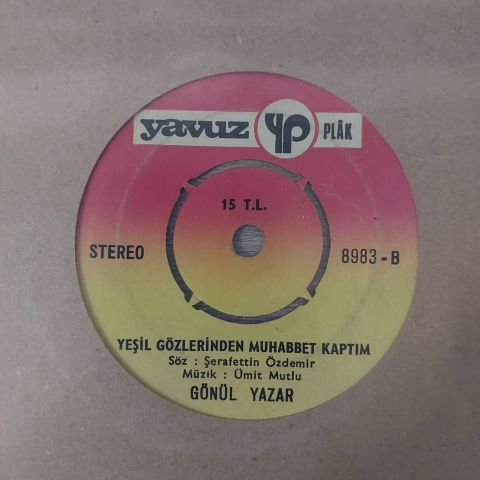 yavuz yp PLÂK
15 T.L.
STEREO 8983-B
YEŞİL GÖZLERİNDEN MUHABBET KAPTIM
Söz : Şerafettin Özdemir
Müzik : Ümit Mutlu
GÖNÜL YAZAR